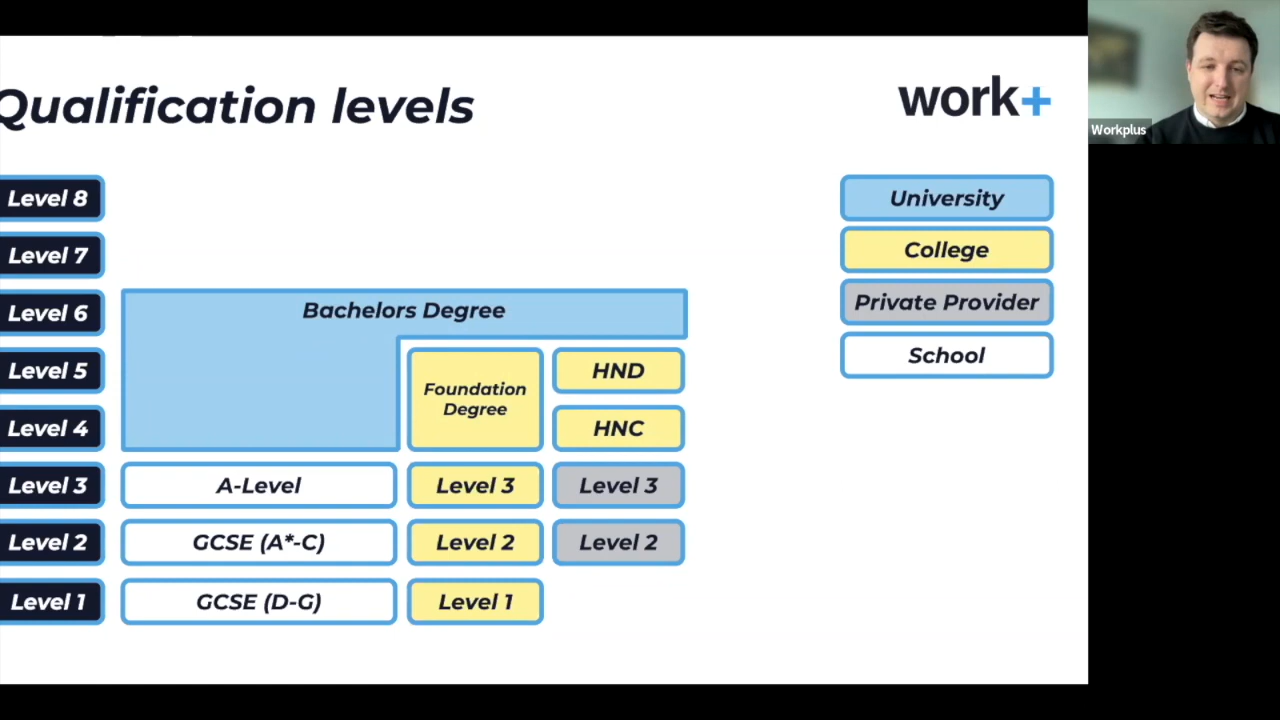 Qualification levels
work+
Workplus
Level 8
University
Level 7
College
Level 6
Bachelors Degree
Private Provider
Level 5
Foundation
Degree
HND
School
Level 4
HNC
Level 3
A-Level
Level 3
Level 3
Level 2
GCSE (A*-C)
Level 2
Level 2
Level 1
GCSE (D-G)
Level 1